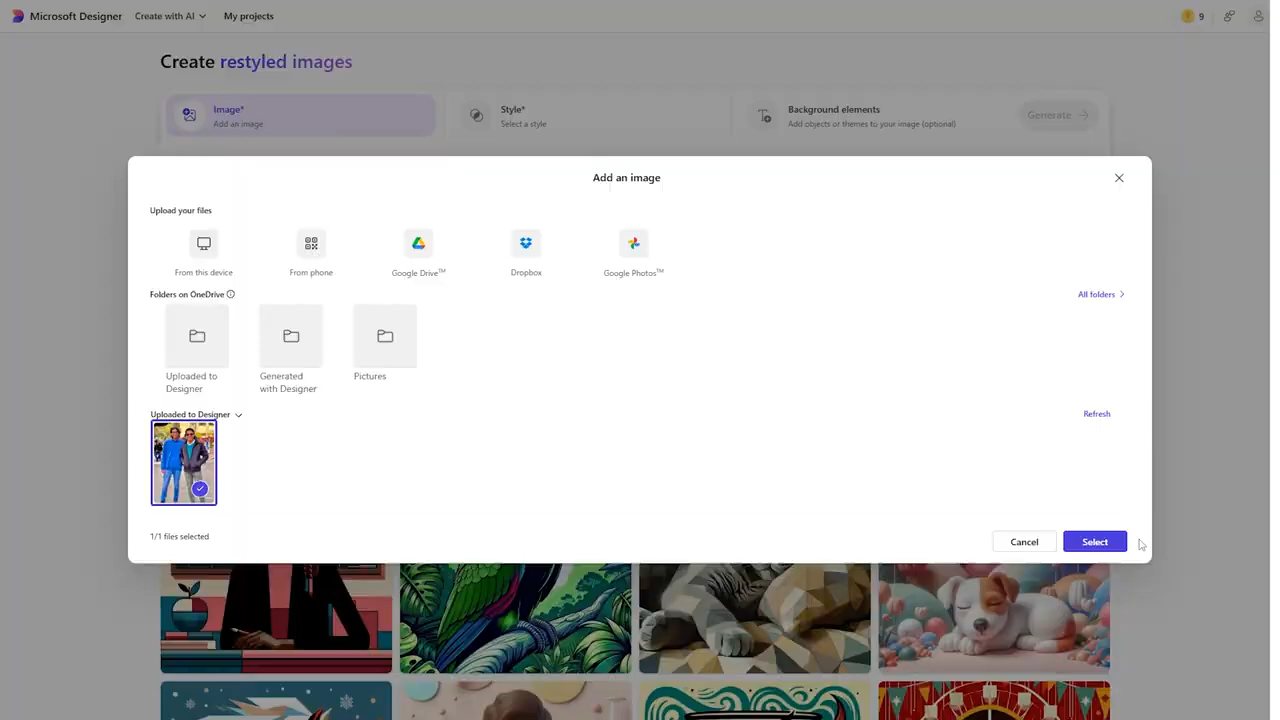 Microsoft Designer
Create with AI
My projects
9
Create restyled images
Image*
Add an image
Style*
Select a style
Background elements
Add objects or themes to your image (optional)
Generate
Add an image
Upload your files
From this device
From phone
Google Drive™
Dropbox
Google Photos™
Folders on OneDrive
All folders
Uploaded to
Designer
Generated
with Designer
Pictures
Uploaded to Designer
Refresh
1/1 files selected
Cancel
Select